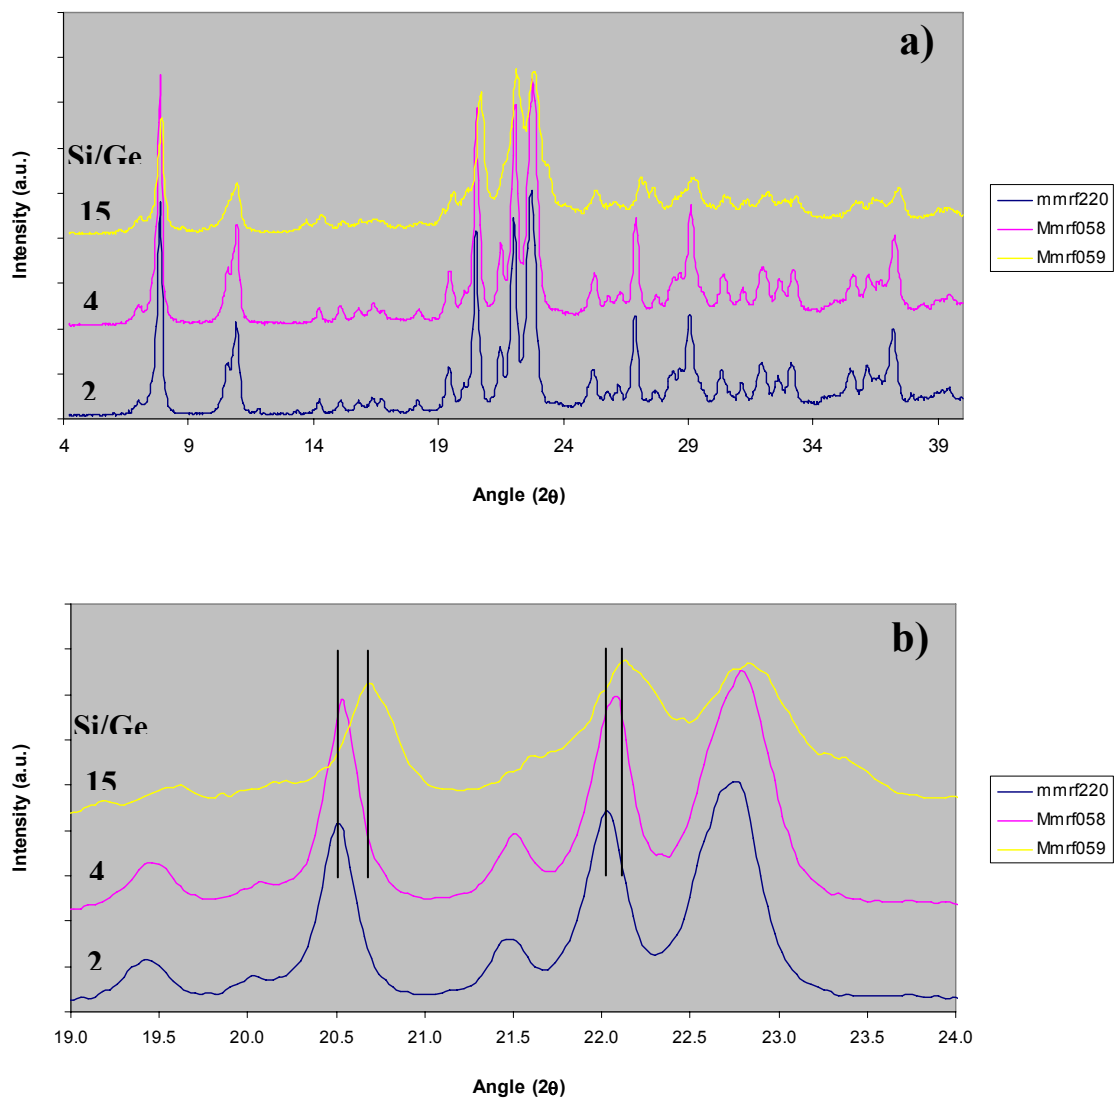 a)
Si/Ge
15
4
2
Intensity (a.u.)
4 9 14 19 24 29 34 39
Angle (2θ)
mmrf220
Mmrf058
Mmrf059
b)
Si/Ge
15
4
2
Intensity (a.u.)
19.0 19.5 20.0 20.5 21.0 21.5 22.0 22.5 23.0 23.5 24.0
Angle (2θ)
mmrf220
Mmrf058
Mmrf059